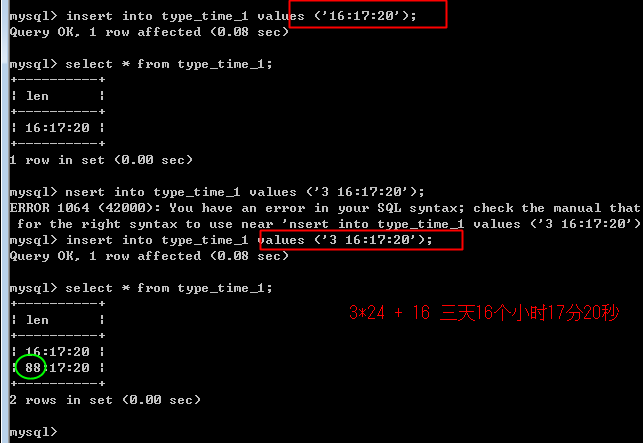 mysql> insert into type_time_1 values ('16:17:20');
Query OK, 1 row affected (0.08 sec)
mysql> select * from type_time_1;
+----------+
| len      |
+----------+
| 16:17:20 |
+----------+
1 row in set (0.00 sec)
mysql> nsert into type_time_1 values ('3 16:17:20');
ERROR 1064 (42000): You have an error in your SQL syntax; check the manual that
for the right syntax to use near 'nsert into type_time_1 values ('3 16:17:20')
mysql> insert into type_time_1 values ('3 16:17:20');
Query OK, 1 row affected (0.08 sec)
mysql> select * from type_time_1;
+----------+
| len      |
+----------+
| 16:17:20 |
| 88:17:20 |
+----------+
2 rows in set (0.00 sec)
mysql>
3*24 + 16 三天16个小时17分20秒